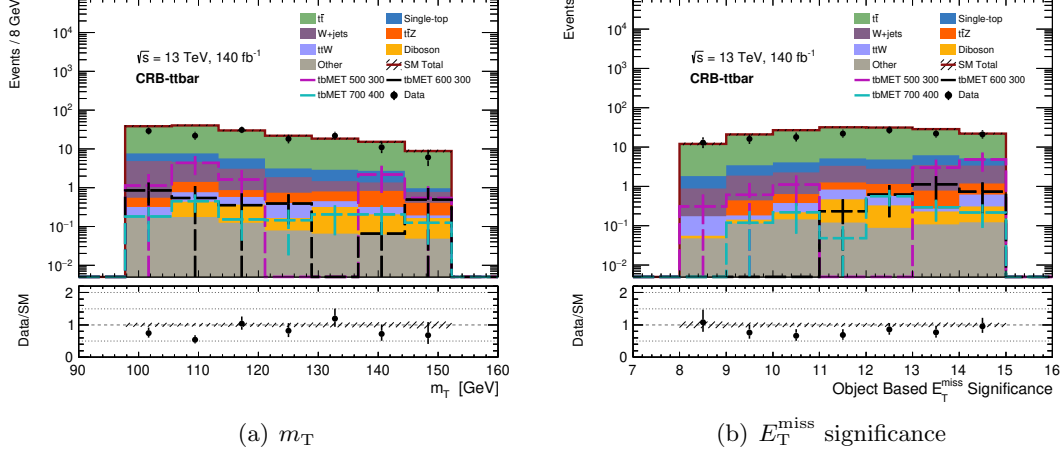 Events / 8 GeV
10⁴
10³
10²
10
1
10⁻¹
10⁻²
√s = 13 TeV, 140 fb⁻¹
CRB-ttbar
tt̄ Single-top
W+jets tt̄Z
ttW Diboson
Other SM Total
tbMET 500 300 tbMET 600 300
tbMET 700 400 Data
Data/SM
2
1
0
90 100 110 120 130 140 150 160
m_T [GeV]
(a) m_T
Events
10⁴
10³
10²
10
1
10⁻¹
10⁻²
√s = 13 TeV, 140 fb⁻¹
CRB-ttbar
tt̄ Single-top
W+jets tt̄Z
ttW Diboson
Other SM Total
tbMET 500 300 tbMET 600 300
tbMET 700 400 Data
Data/SM
2
1
0
7 8 9 10 11 12 13 14 15 16
Object Based E_T^miss Significance
(b) E_T^miss significance